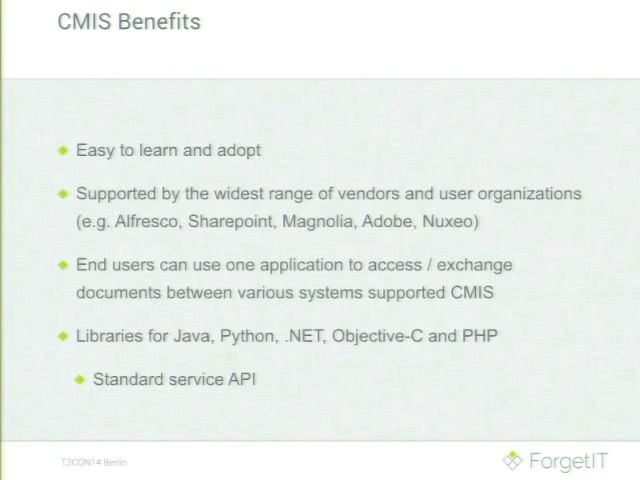 CMIS Benefits
Easy to learn and adopt
Supported by the widest range of vendors and user organizations
(e.g. Alfresco, Sharepoint, Magnolia, Adobe, Nuxeo)
End users can use one application to access / exchange
documents between various systems supported CMIS
Libraries for Java, Python, .NET, Objective-C and PHP
Standard service API
T3CON14 Berlin
ForgetIT